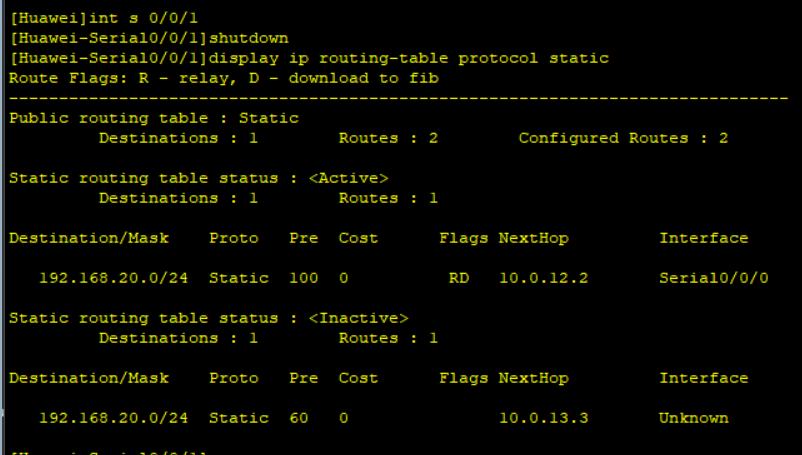 [Huawei]int s 0/0/1
[Huawei-Serial0/0/1]shutdown
[Huawei-Serial0/0/1]display ip routing-table protocol static
Route Flags: R - relay, D - download to fib
------------------------------------------------------------------------------
Public routing table : Static
         Destinations : 1        Routes : 2        Configured Routes : 2
Static routing table status : <Active>
         Destinations : 1        Routes : 1
Destination/Mask    Proto   Pre  Cost      Flags NextHop         Interface
   192.168.20.0/24  Static  100  0          RD   10.0.12.2       Serial0/0/0
Static routing table status : <Inactive>
         Destinations : 1        Routes : 1
Destination/Mask    Proto   Pre  Cost      Flags NextHop         Interface
   192.168.20.0/24  Static  60   0               10.0.13.3       Unknown